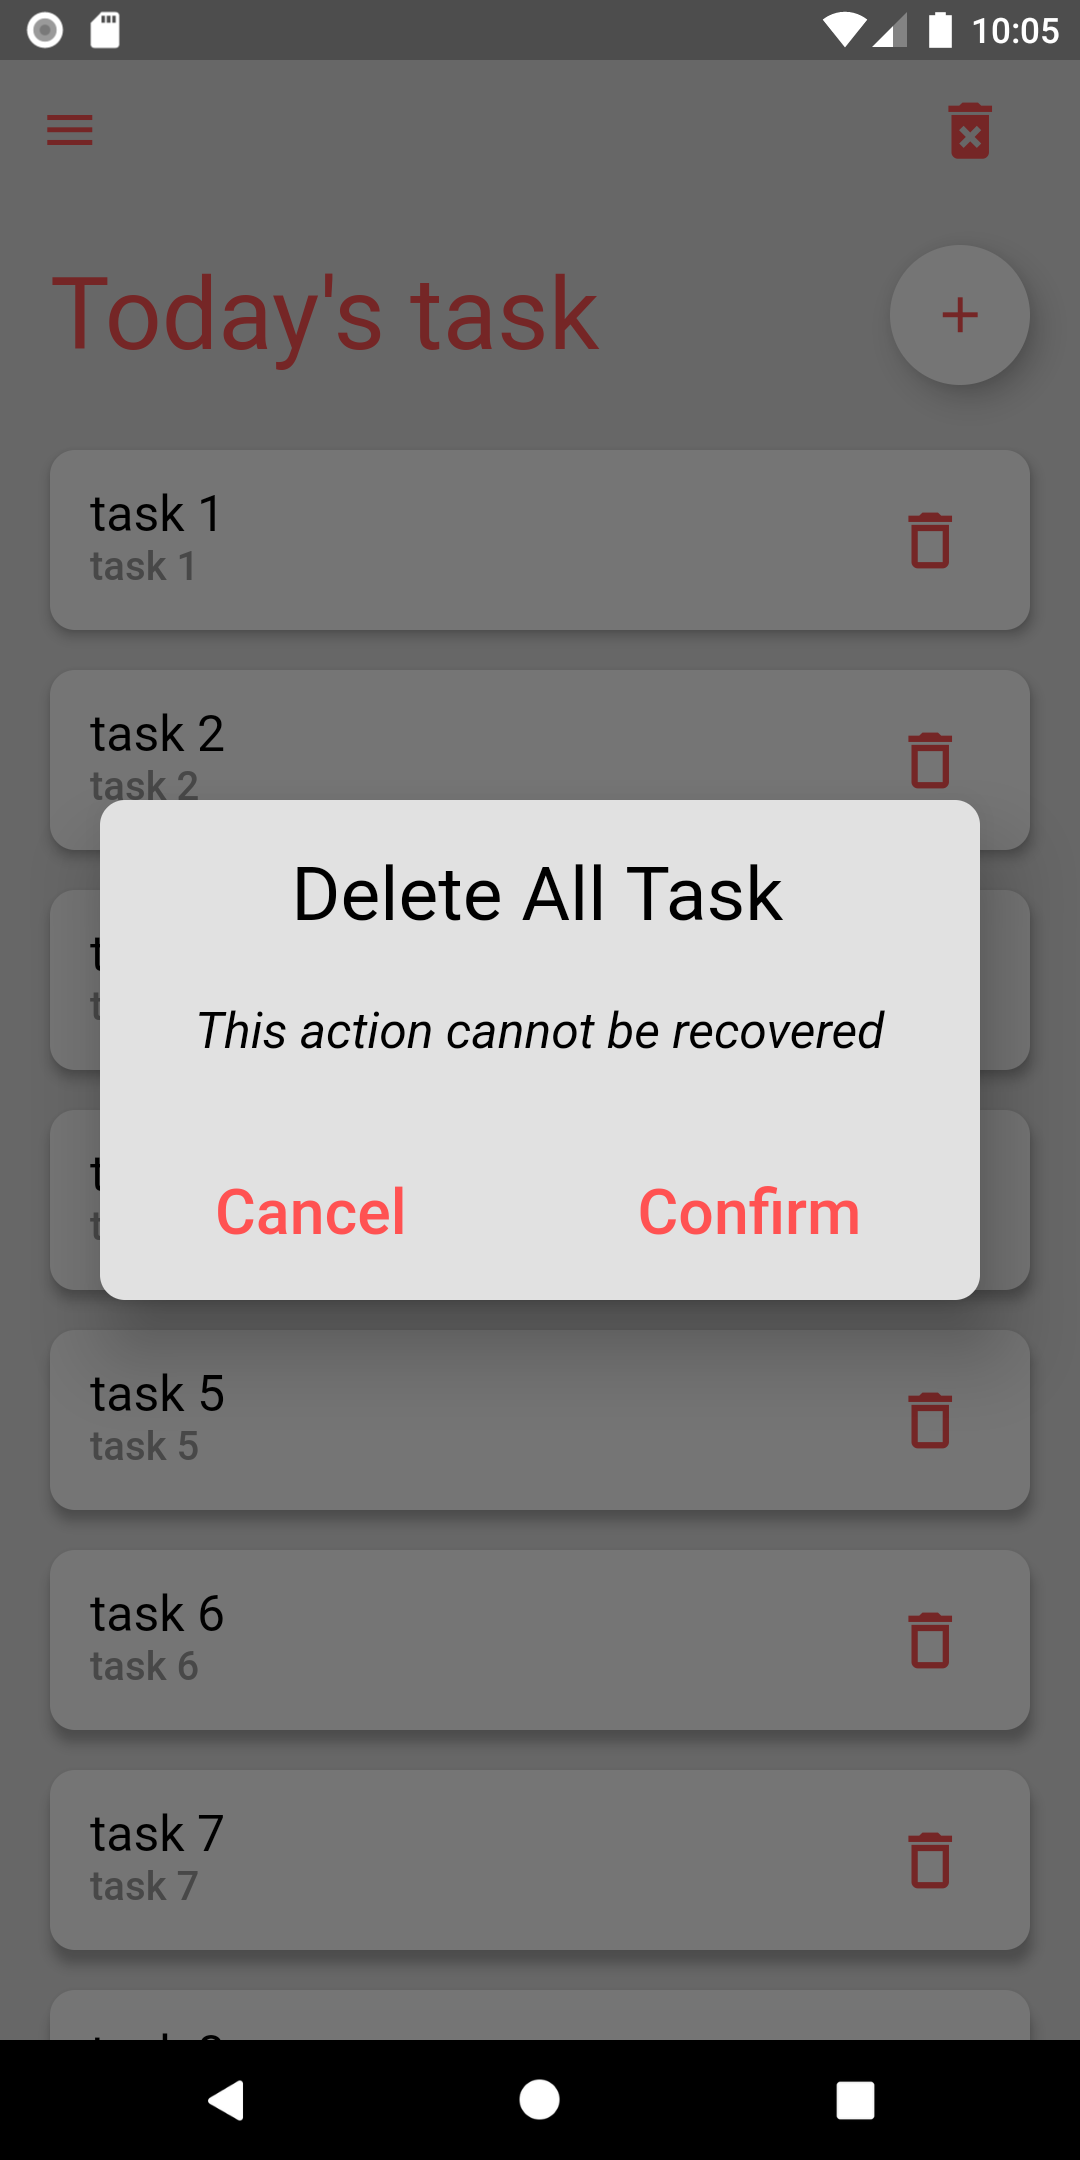 10:05
Today's task
task 1
task 1
task 2
task 2
Delete All Task
This action cannot be recovered
Cancel
Confirm
task 5
task 5
task 6
task 6
task 7
task 7